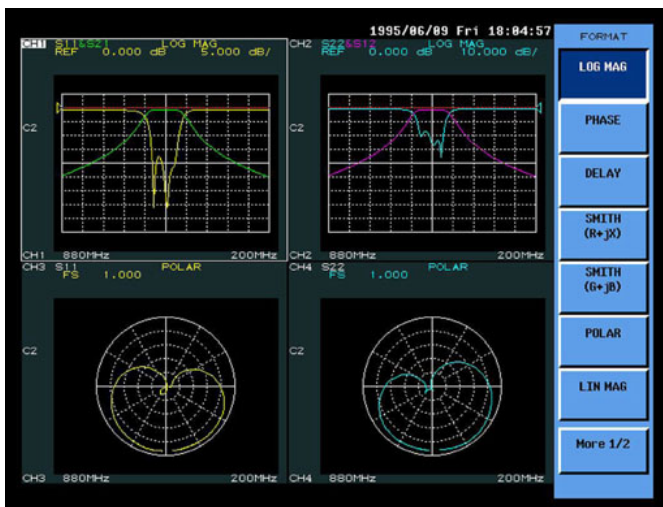 1995/06/09 Fri 18:04:57
CH1 S11&S21 LOG MAG
REF 0.000 dB 5.000 dB/
C2
CH1 880MHz 200MHz
CH2 S22&S12 LOG MAG
REF 0.000 dB 10.000 dB/
C2
CH2 880MHz 200MHz
CH3 S11 POLAR
FS 1.000
C2
CH3 880MHz 200MHz
CH4 S22 POLAR
FS 1.000
C2
CH4 880MHz 200MHz
FORMAT
LOG MAG
PHASE
DELAY
SMITH
(R+jX)
SMITH
(G+jB)
POLAR
LIN MAG
More 1/2